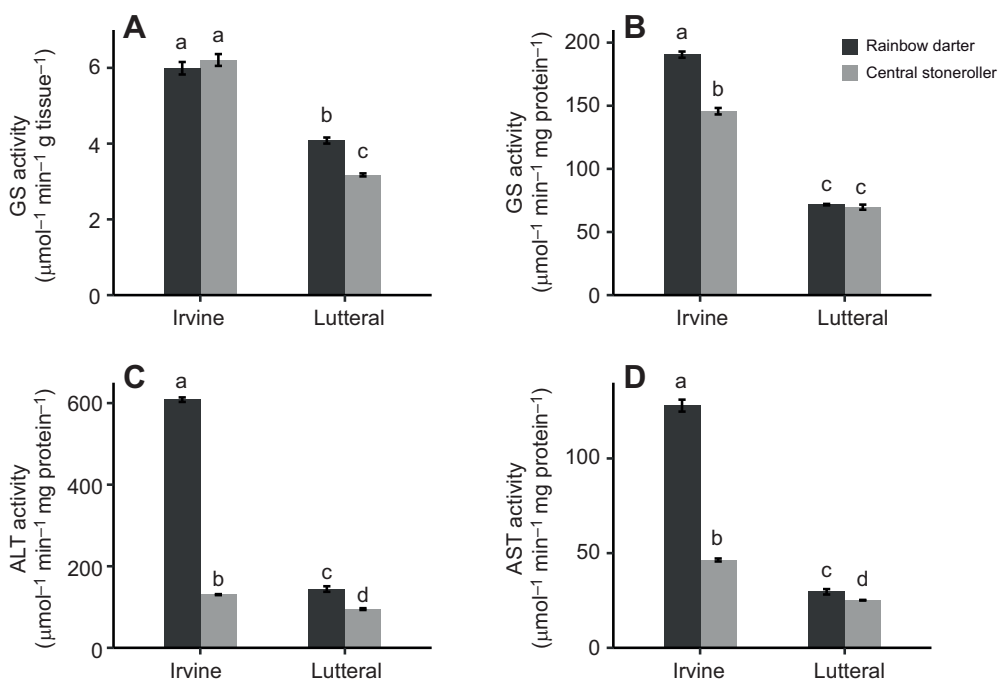 A
GS activity
(μmol⁻¹ min⁻¹ g tissue⁻¹)
6
4
2
0
a
a
b
c
Irvine
Lutteral
B
GS activity
(μmol⁻¹ min⁻¹ mg protein⁻¹)
200
150
100
50
0
a
b
c
c
Irvine
Lutteral
Rainbow darter
Central stoneroller
C
ALT activity
(μmol⁻¹ min⁻¹ mg protein⁻¹)
600
400
200
0
a
b
c
d
Irvine
Lutteral
D
AST activity
(μmol⁻¹ min⁻¹ mg protein⁻¹)
100
50
0
a
b
c
d
Irvine
Lutteral